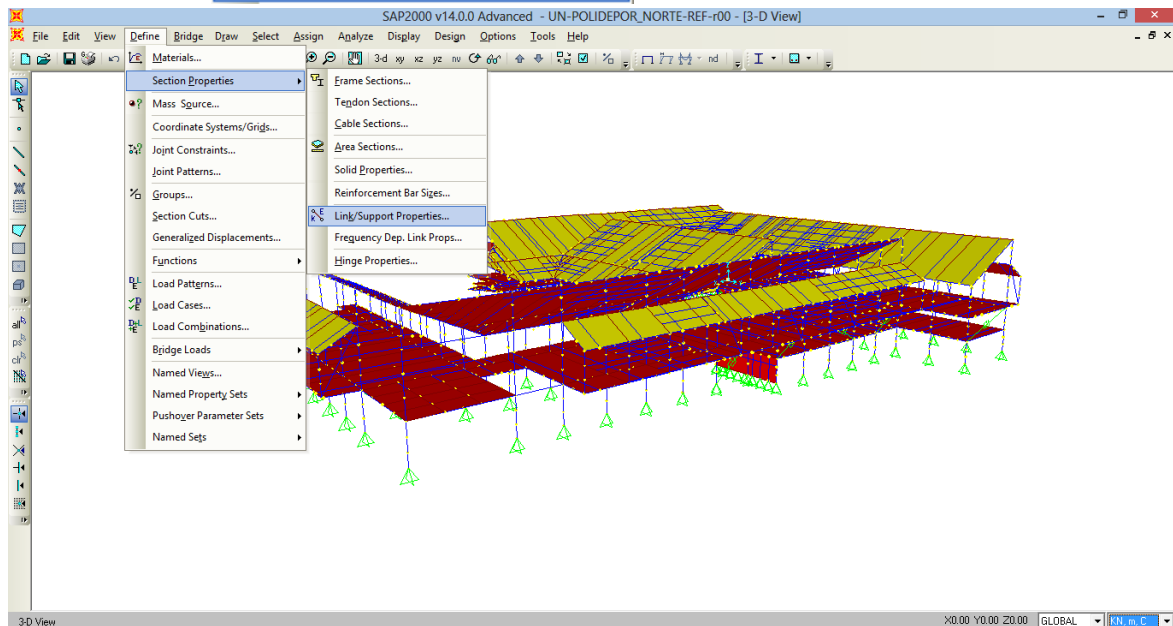 SAP2000 v14.0.0 Advanced - UN-POLIDEPOR_NORTE-REF-r00 - [3-D View]
File Edit View Define Bridge Draw Select Assign Analyze Display Design Options Tools Help
3-d xy xz yz nv nd
Materials...
Section Properties
Mass Source...
Coordinate Systems/Grids...
Joint Constraints...
Joint Patterns...
Groups...
Section Cuts...
Generalized Displacements...
Functions
Load Patterns...
Load Cases...
Load Combinations...
Bridge Loads
Named Views...
Named Property Sets
Pushover Parameter Sets
Named Sets
Frame Sections...
Tendon Sections...
Cable Sections...
Area Sections...
Solid Properties...
Reinforcement Bar Sizes...
Link/Support Properties...
Frequency Dep. Link Props...
Hinge Properties...
all
ps
clr
3-D View
X0.00 Y0.00 Z0.00 GLOBAL KN, m, C